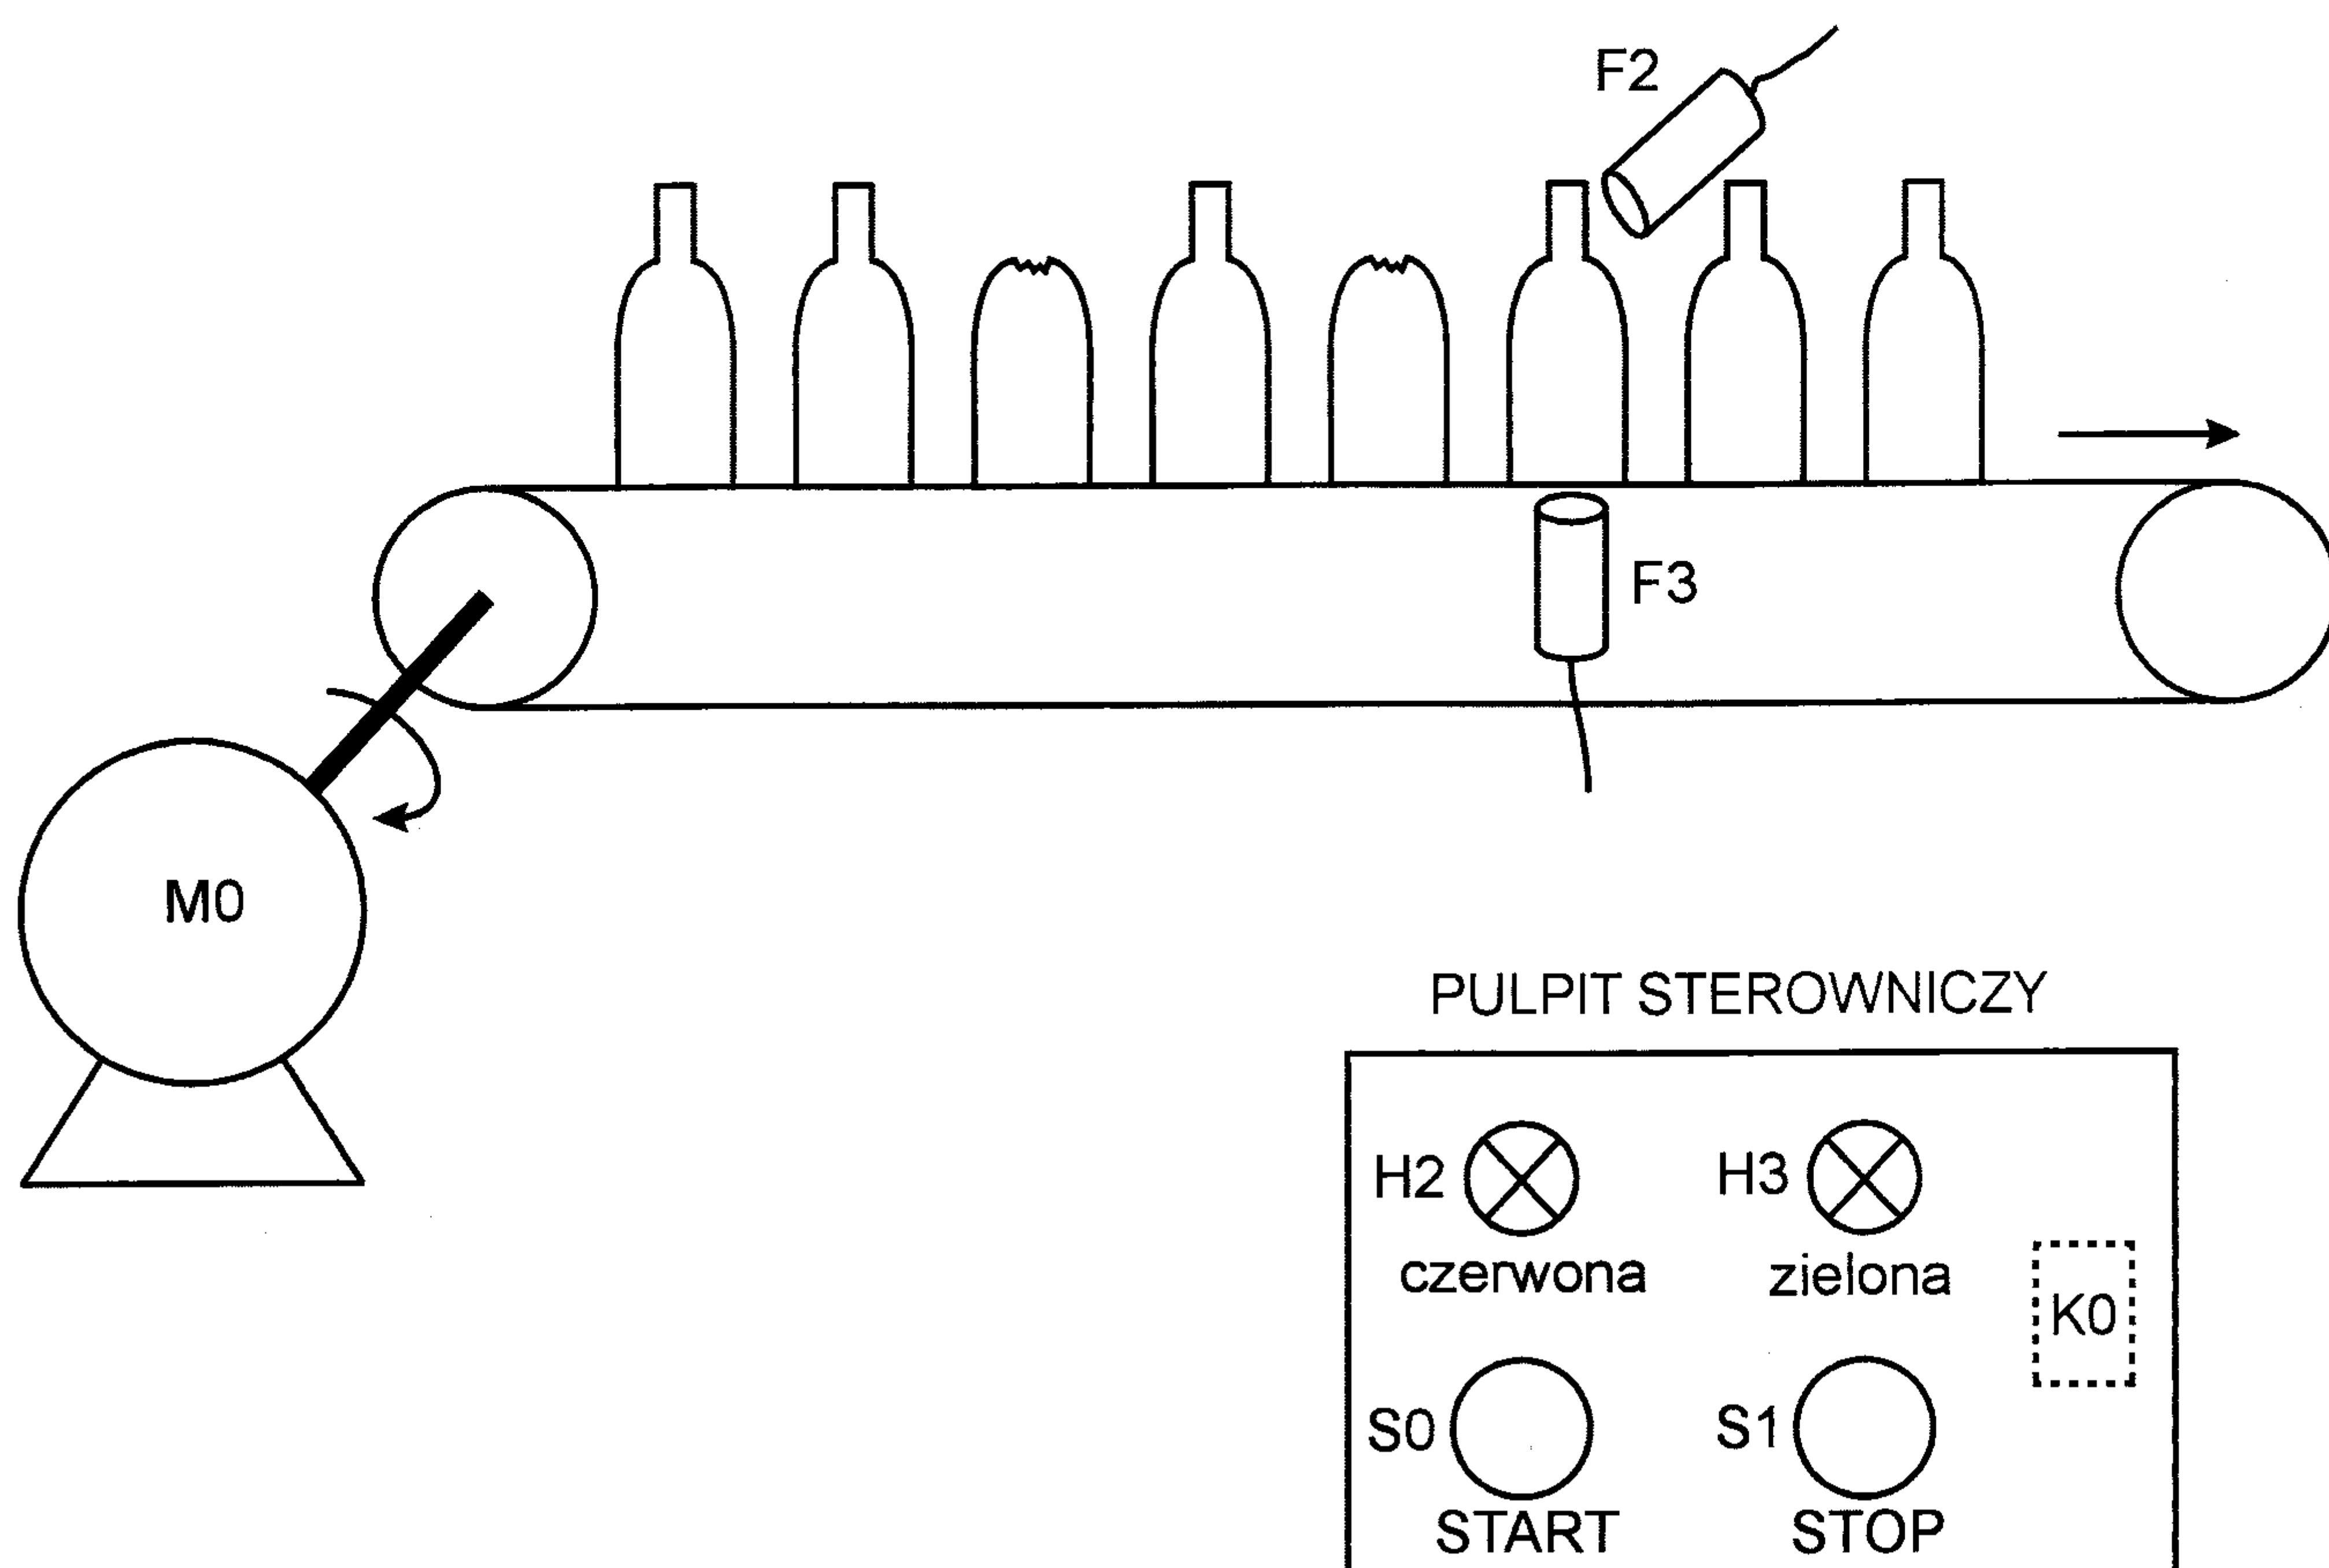 F2
F3
M0
PULPIT STEROWNICZY
H2
H3
czerwona
zielona
K0
S0
S1
START
STOP